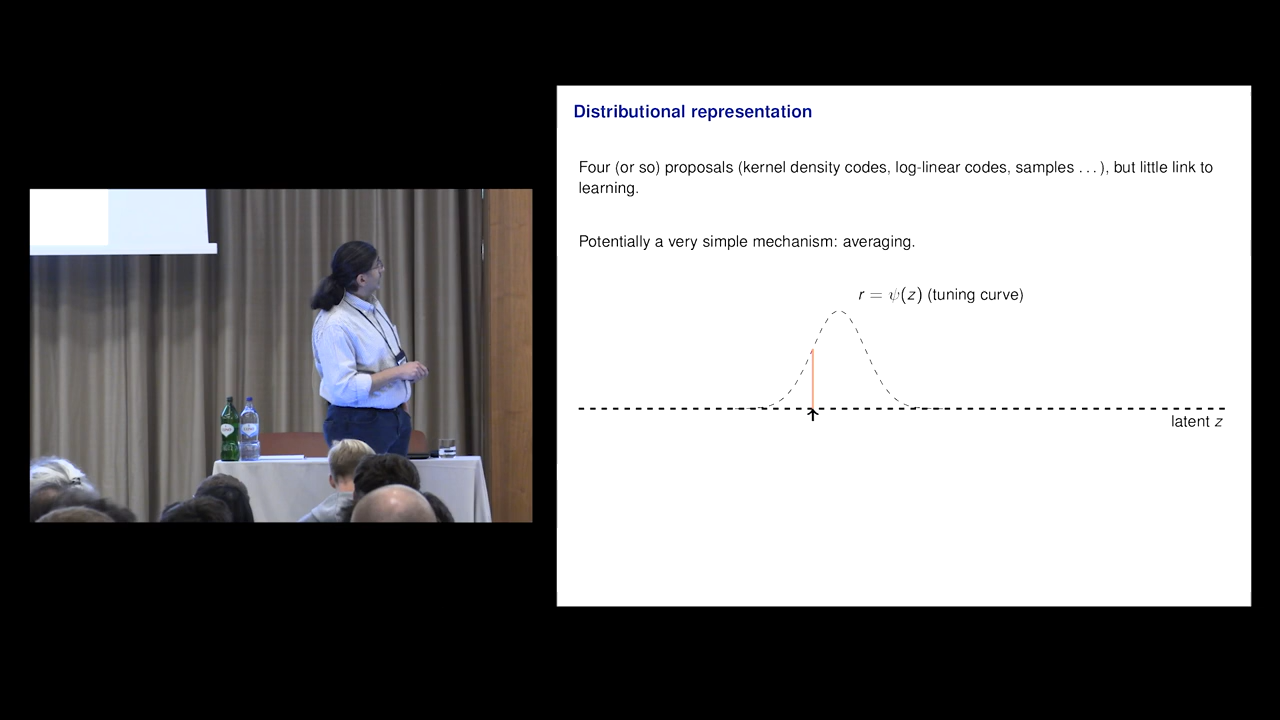 Distributional representation
Four (or so) proposals (kernel density codes, log-linear codes, samples ...), but little link to
learning.
Potentially a very simple mechanism: averaging.
r = ψ(z) (tuning curve)
latent z